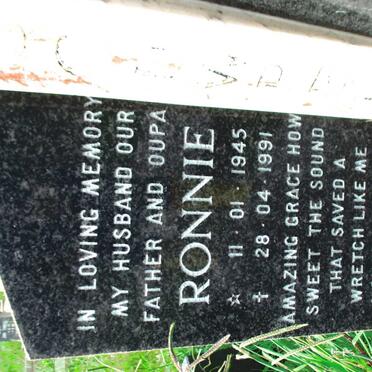 IN LOVING MEMORY
MY HUSBAND OUR
FATHER AND OUPA
RONNIE
☆ 11 · 01 · 1945
✝ 28 · 04 · 1991
AMAZING GRACE HOW
SWEET THE SOUND
THAT SAVED A
WRETCH LIKE ME